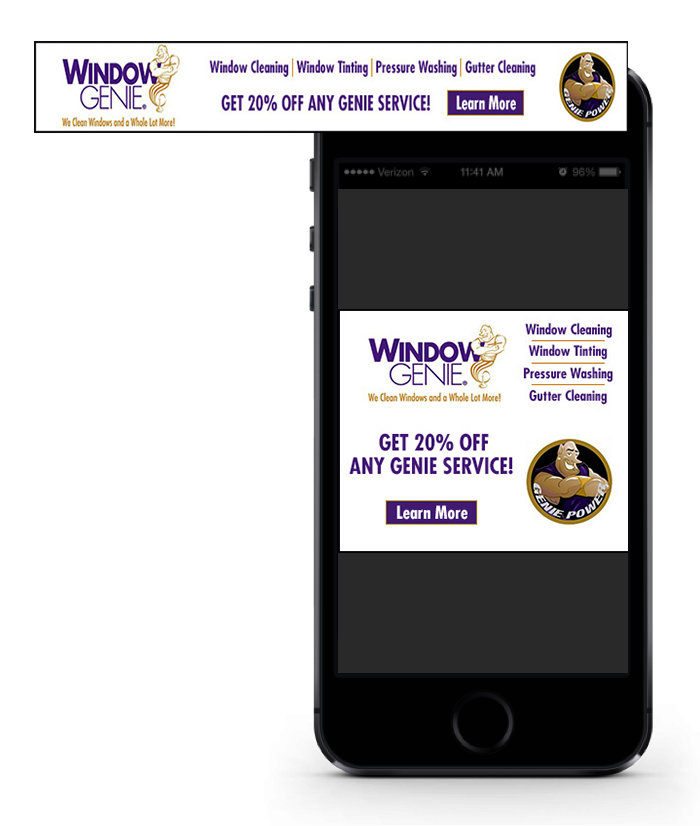 WINDOW
GENIE®
We Clean Windows and a Whole Lot More!
Window Cleaning | Window Tinting | Pressure Washing | Gutter Cleaning
GET 20% OFF ANY GENIE SERVICE!
Learn More
GENIE POWER
Verizon 11:41 AM 96%
WINDOW
GENIE®
We Clean Windows and a Whole Lot More!
Window Cleaning
Window Tinting
Pressure Washing
Gutter Cleaning
GET 20% OFF
ANY GENIE SERVICE!
Learn More
GENIE POWER